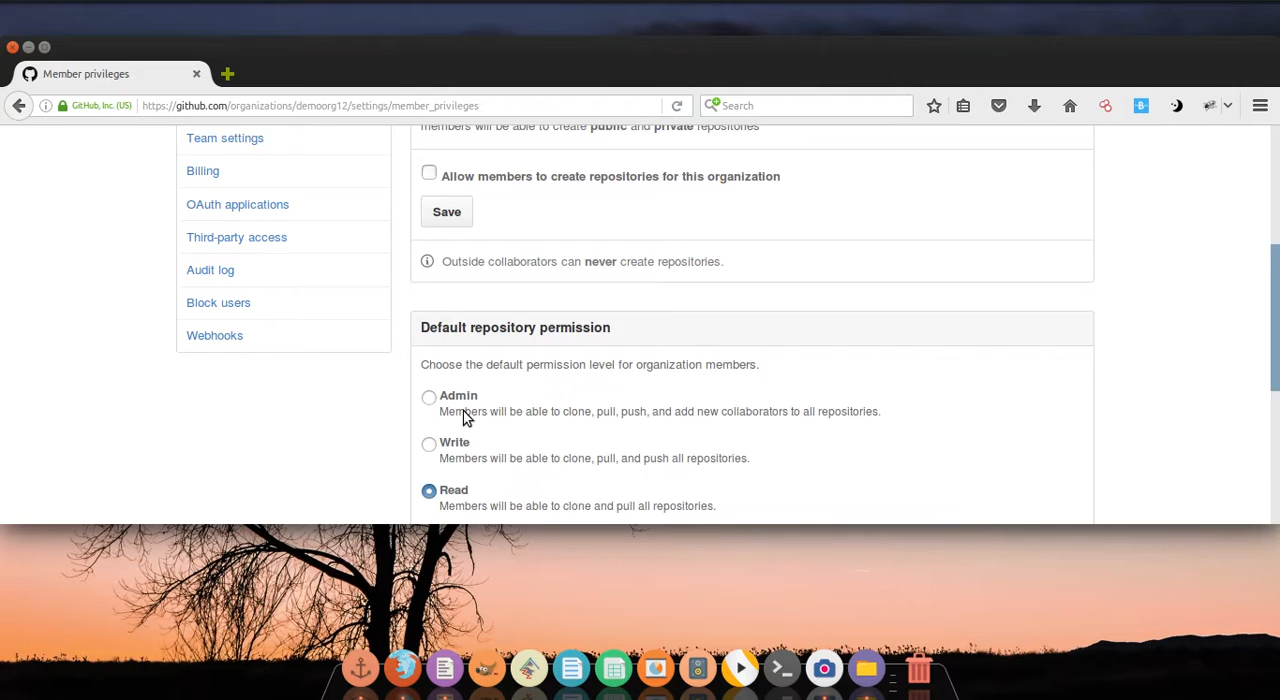 Member privileges
GitHub, Inc. (US)
https://github.com/organizations/demoorg12/settings/member_privileges
Search
members will be able to create public and private repositories
Team settings
Billing
OAuth applications
Third-party access
Audit log
Block users
Webhooks
Allow members to create repositories for this organization
Save
Outside collaborators can never create repositories.
Default repository permission
Choose the default permission level for organization members.
Admin
Members will be able to clone, pull, push, and add new collaborators to all repositories.
Write
Members will be able to clone, pull, and push all repositories.
Read
Members will be able to clone and pull all repositories.